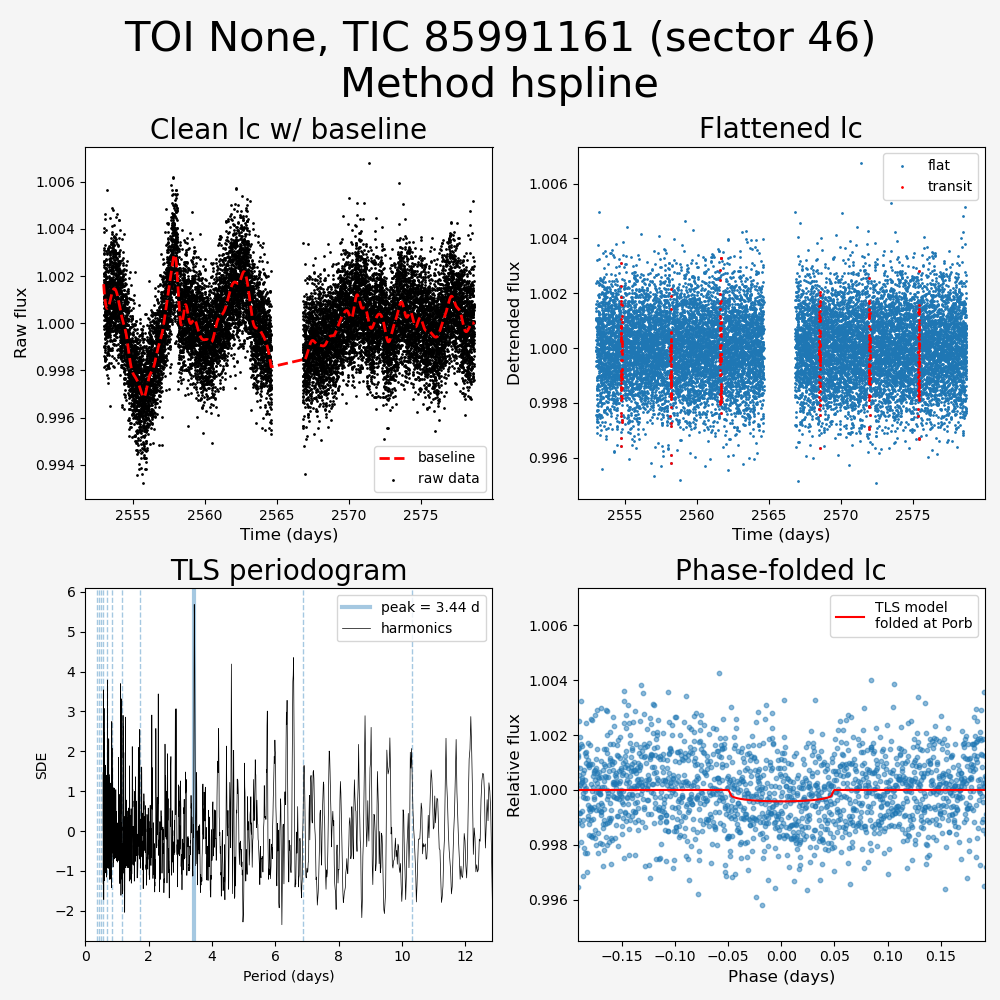 TOI None, TIC 85991161 (sector 46)
Method hspline
Clean lc w/ baseline
Raw flux
1.006
1.004
1.002
1.000
0.998
0.996
0.994
baseline
raw data
2555
2560
2565
2570
2575
Time (days)
Flattened lc
Detrended flux
1.006
1.004
1.002
1.000
0.998
0.996
flat
transit
2555
2560
2565
2570
2575
Time (days)
TLS periodogram
SDE
6
5
4
3
2
1
0
−1
−2
peak = 3.44 d
harmonics
0
2
4
6
8
10
12
Period (days)
Phase-folded lc
Relative flux
1.006
1.004
1.002
1.000
0.998
0.996
TLS model
folded at Porb
−0.15
−0.10
−0.05
0.00
0.05
0.10
0.15
Phase (days)